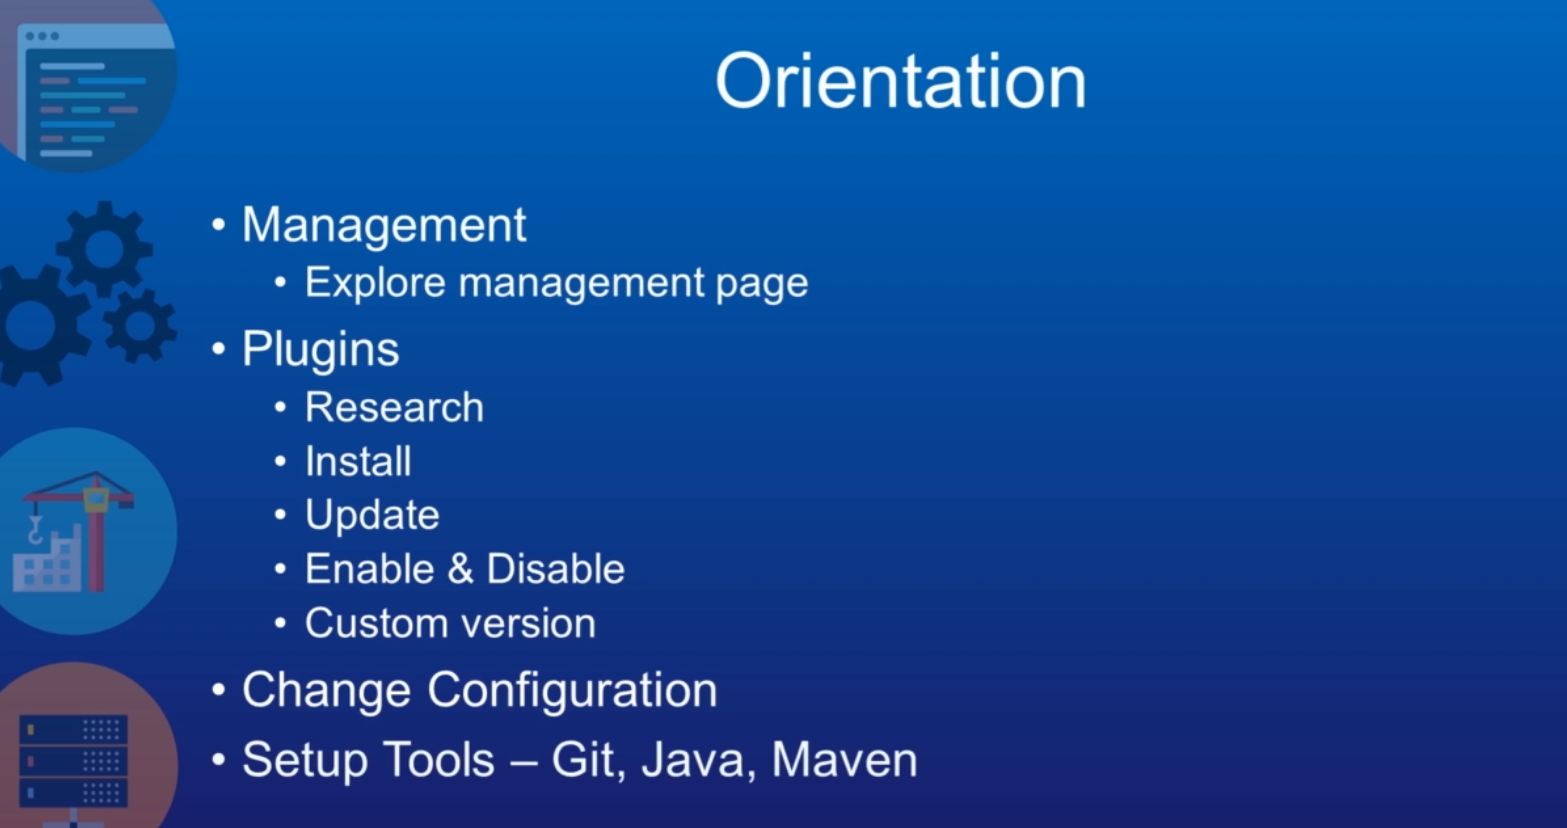 Orientation
• Management
• Explore management page
• Plugins
• Research
• Install
• Update
• Enable & Disable
• Custom version
• Change Configuration
• Setup Tools – Git, Java, Maven